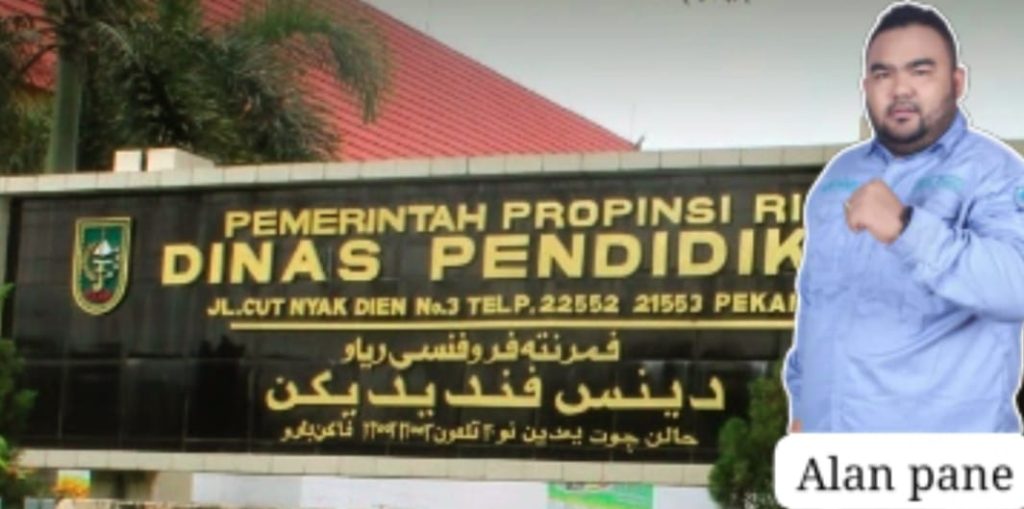 PEMERINTAH PROPINSI RI
DINAS PENDIDIK
JL.CUT NYAK DIEN No.3 TELP.22552 21553 PEKA
فمرنته فروفنسي رياو
دينس فنديديكن
Alan pane